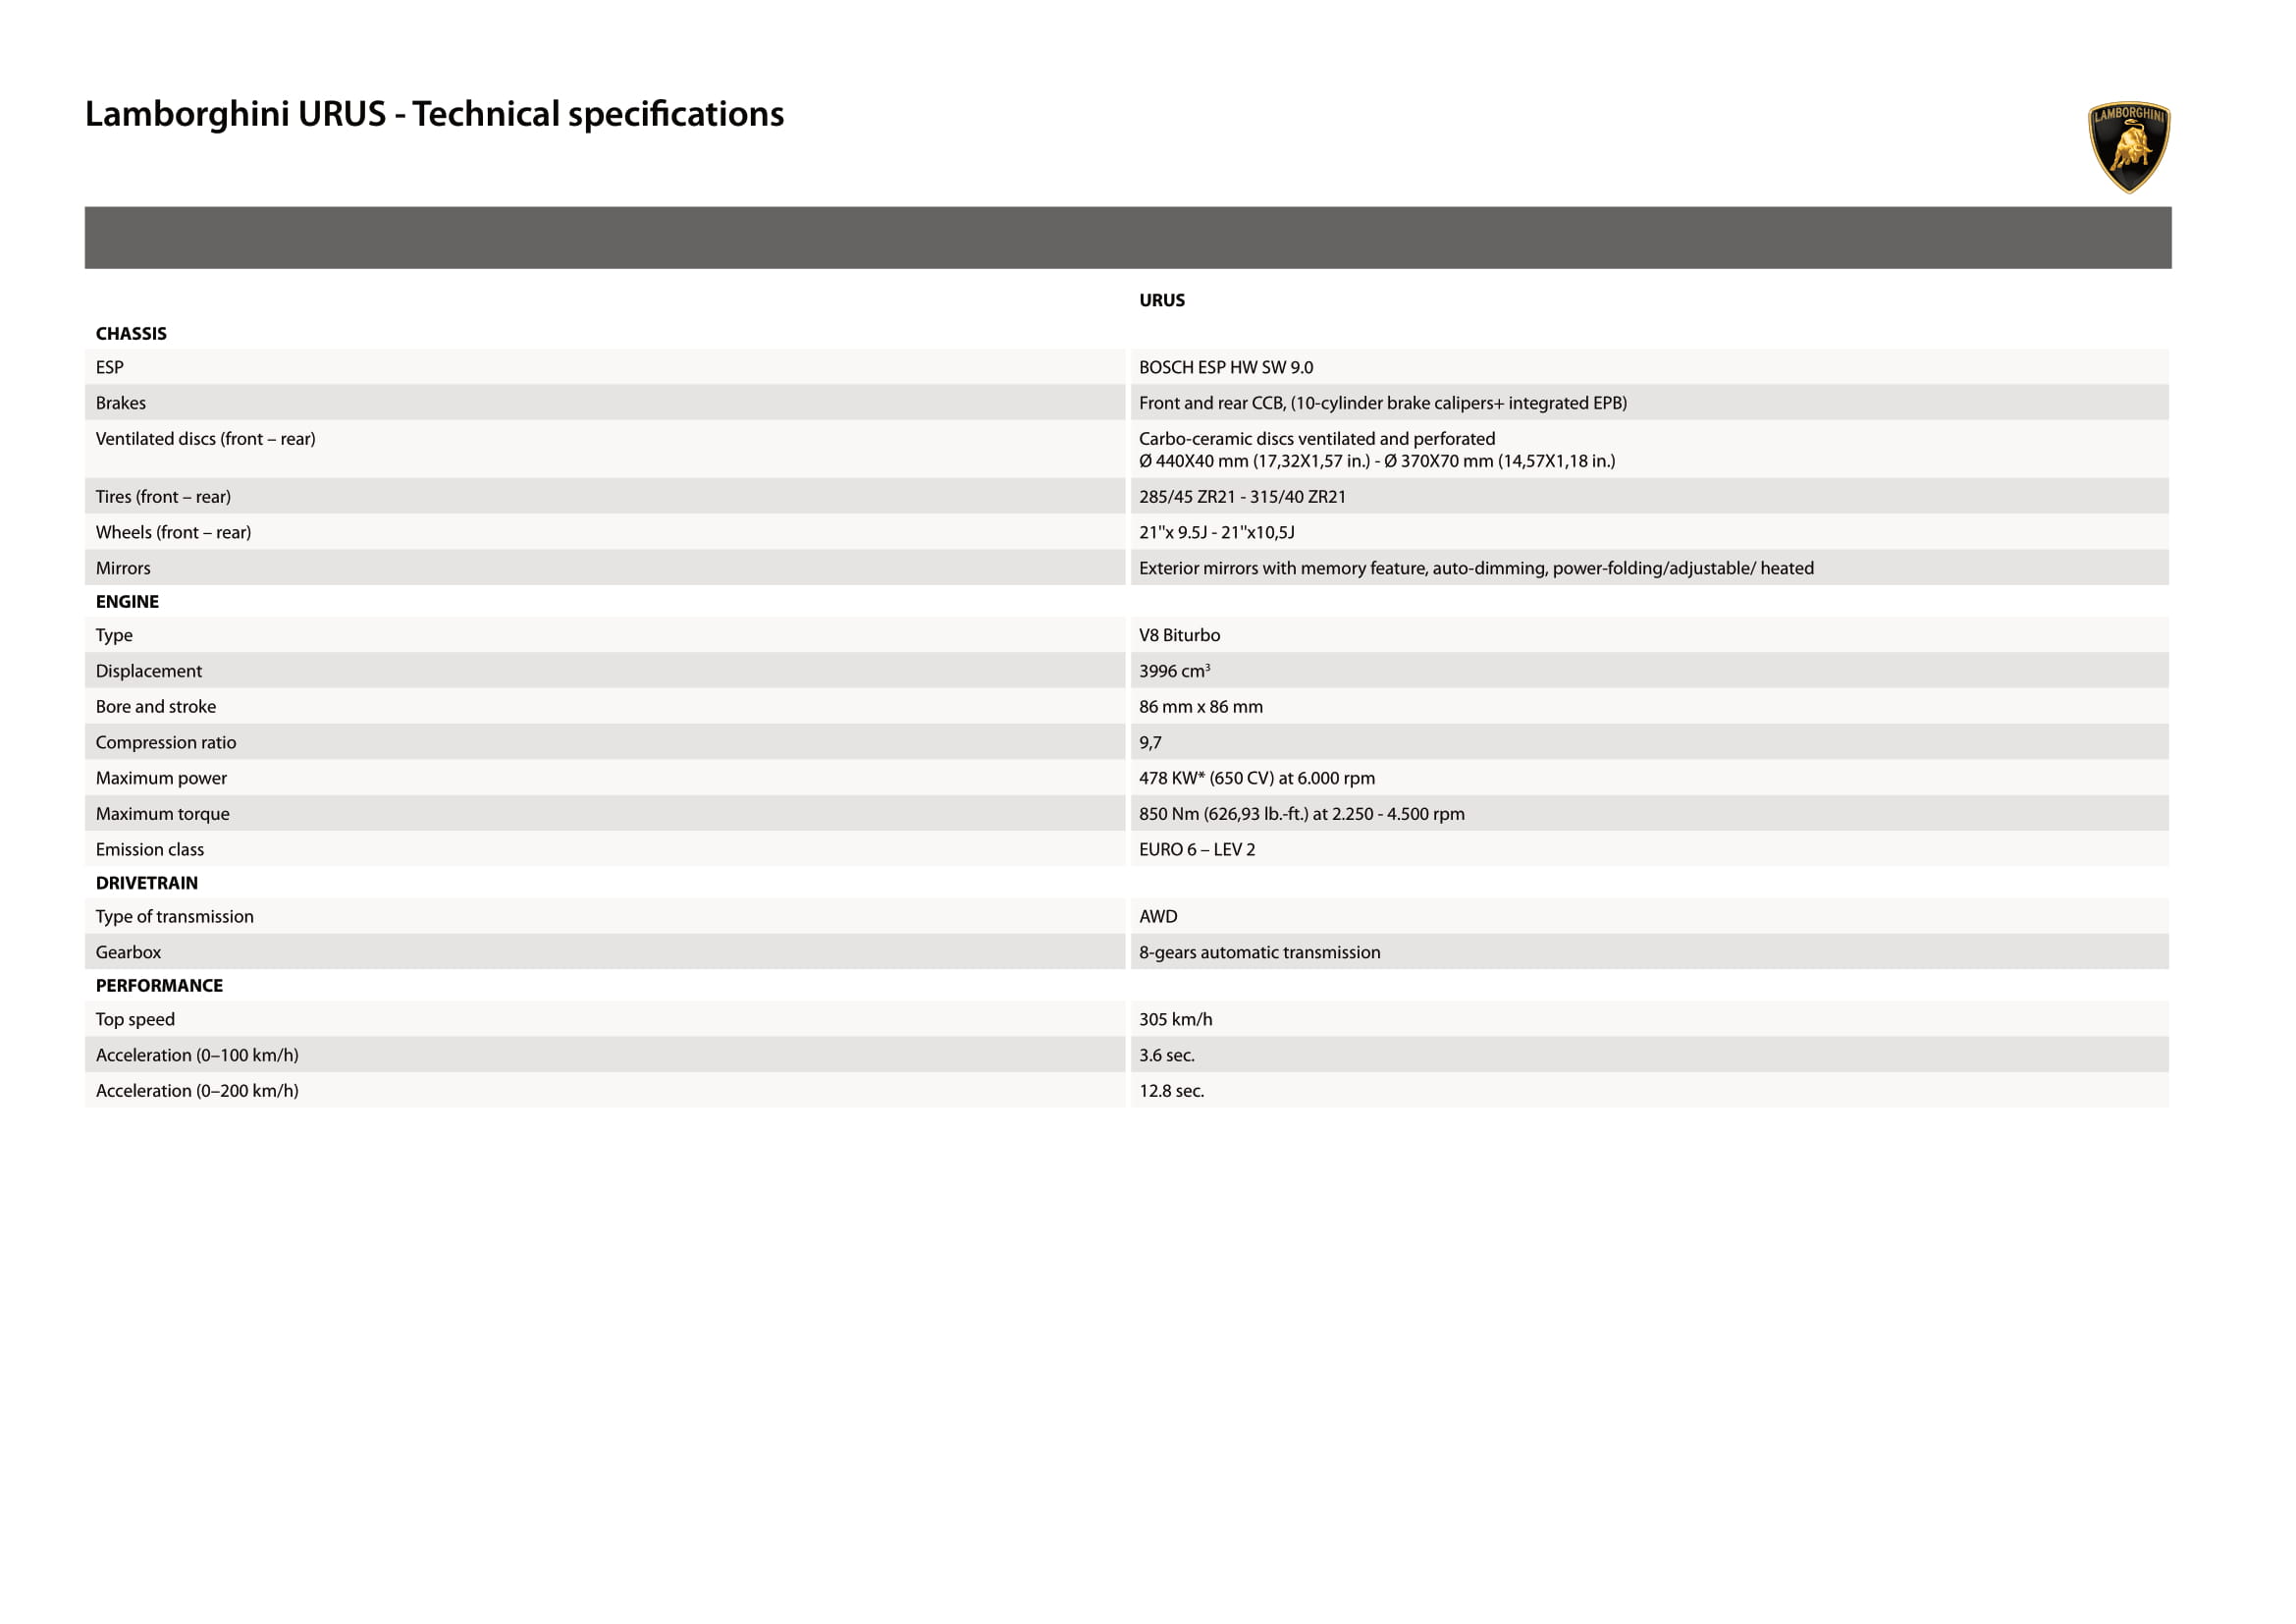 Lamborghini URUS - Technical specifications
LAMBORGHINI
URUS
CHASSIS
ESP BOSCH ESP HW SW 9.0
Brakes Front and rear CCB, (10-cylinder brake calipers+ integrated EPB)
Ventilated discs (front – rear) Carbo-ceramic discs ventilated and perforated
Ø 440X40 mm (17,32X1,57 in.) - Ø 370X70 mm (14,57X1,18 in.)
Tires (front – rear) 285/45 ZR21 - 315/40 ZR21
Wheels (front – rear) 21"x 9.5J - 21"x10,5J
Mirrors Exterior mirrors with memory feature, auto-dimming, power-folding/adjustable/ heated
ENGINE
Type V8 Biturbo
Displacement 3996 cm³
Bore and stroke 86 mm x 86 mm
Compression ratio 9,7
Maximum power 478 KW* (650 CV) at 6.000 rpm
Maximum torque 850 Nm (626,93 lb.-ft.) at 2.250 - 4.500 rpm
Emission class EURO 6 – LEV 2
DRIVETRAIN
Type of transmission AWD
Gearbox 8-gears automatic transmission
PERFORMANCE
Top speed 305 km/h
Acceleration (0–100 km/h) 3.6 sec.
Acceleration (0–200 km/h) 12.8 sec.